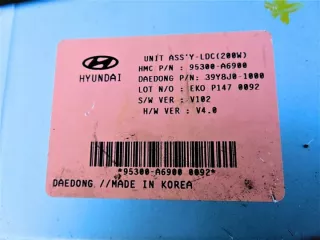 UNIT ASS'Y-LDC(200W)
HYUNDAI
HMC P/N : 95300-A6900
DAEDONG P/N: 39Y8J0-1000
LOT N/O : EKO P147 0092
S/W VER : V102
H/W VER : V4.0
*95300-A6900 0092*
DAEDONG //MADE IN KOREA